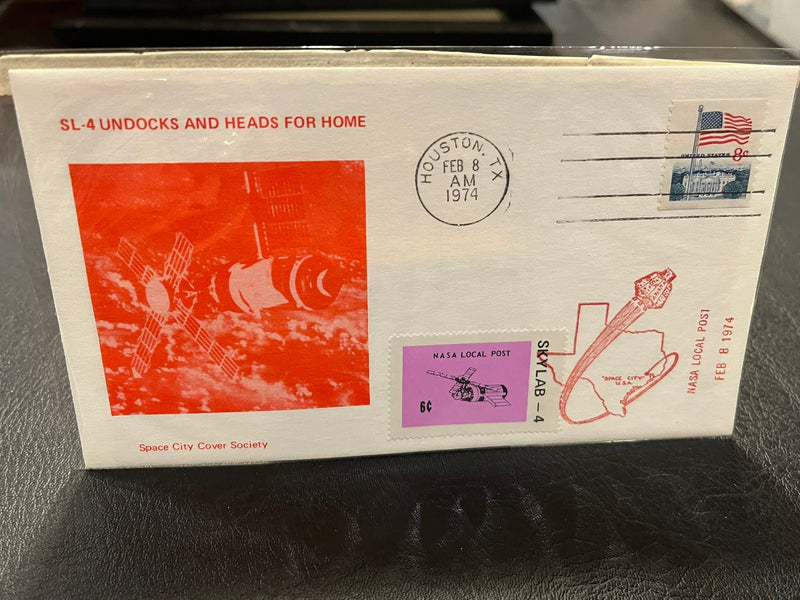 SL-4 UNDOCKS AND HEADS FOR HOME
HOUSTON, TX
FEB 8
AM
1974
UNITED STATES 8¢
NASA LOCAL POST
6¢
SKYLAB - 4
"SPACE CITY"
U.S.A.
NASA LOCAL POST
FEB 8 1974
Space City Cover Society